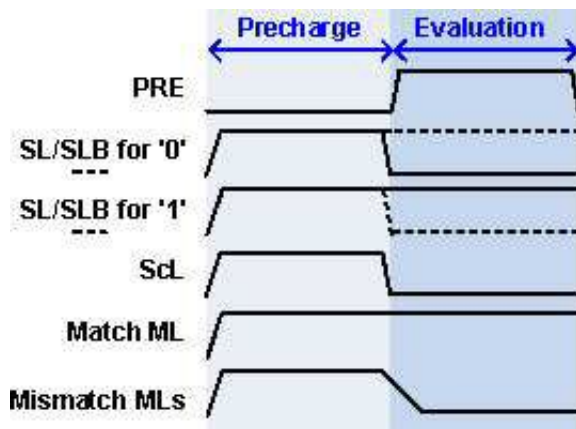 Precharge Evaluation
PRE
SL/SLB for '0'
SL/SLB for '1'
ScL
Match ML
Mismatch MLs